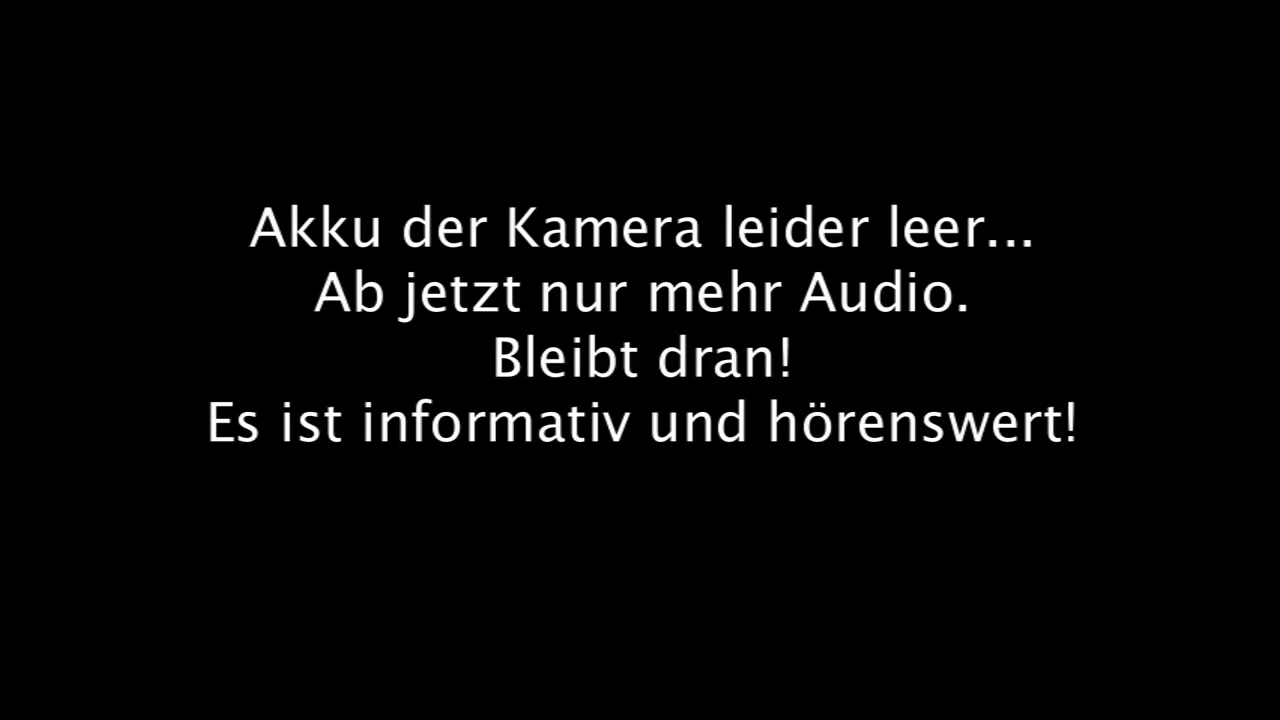 Akku der Kamera leider leer...
Ab jetzt nur mehr Audio.
Bleibt dran!
Es ist informativ und hörenswert!